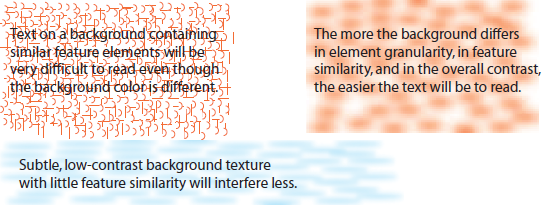 Text on a background containing
similar feature elements will be
very difficult to read even though
the background color is different.
The more the background differs
in element granularity, in feature
similarity, and in the overall contrast,
the easier the text will be to read.
Subtle, low-contrast background texture
with little feature similarity will interfere less.